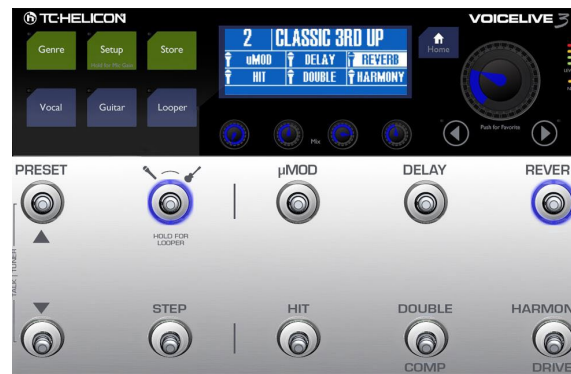 TC·HELICON
VOICELIVE 3
Genre
Setup
Hold for Mic Gain
Store
Vocal
Guitar
Looper
2 CLASSIC 3RD UP
uMOD DELAY REVERB
HIT DOUBLE HARMONY
Home
Mix
Push for Favorite
PRESET
µMOD
DELAY
REVER
HOLD FOR
LOOPER
TALK | TUNER
STEP
HIT
DOUBLE
HARMON
COMP
DRIVE